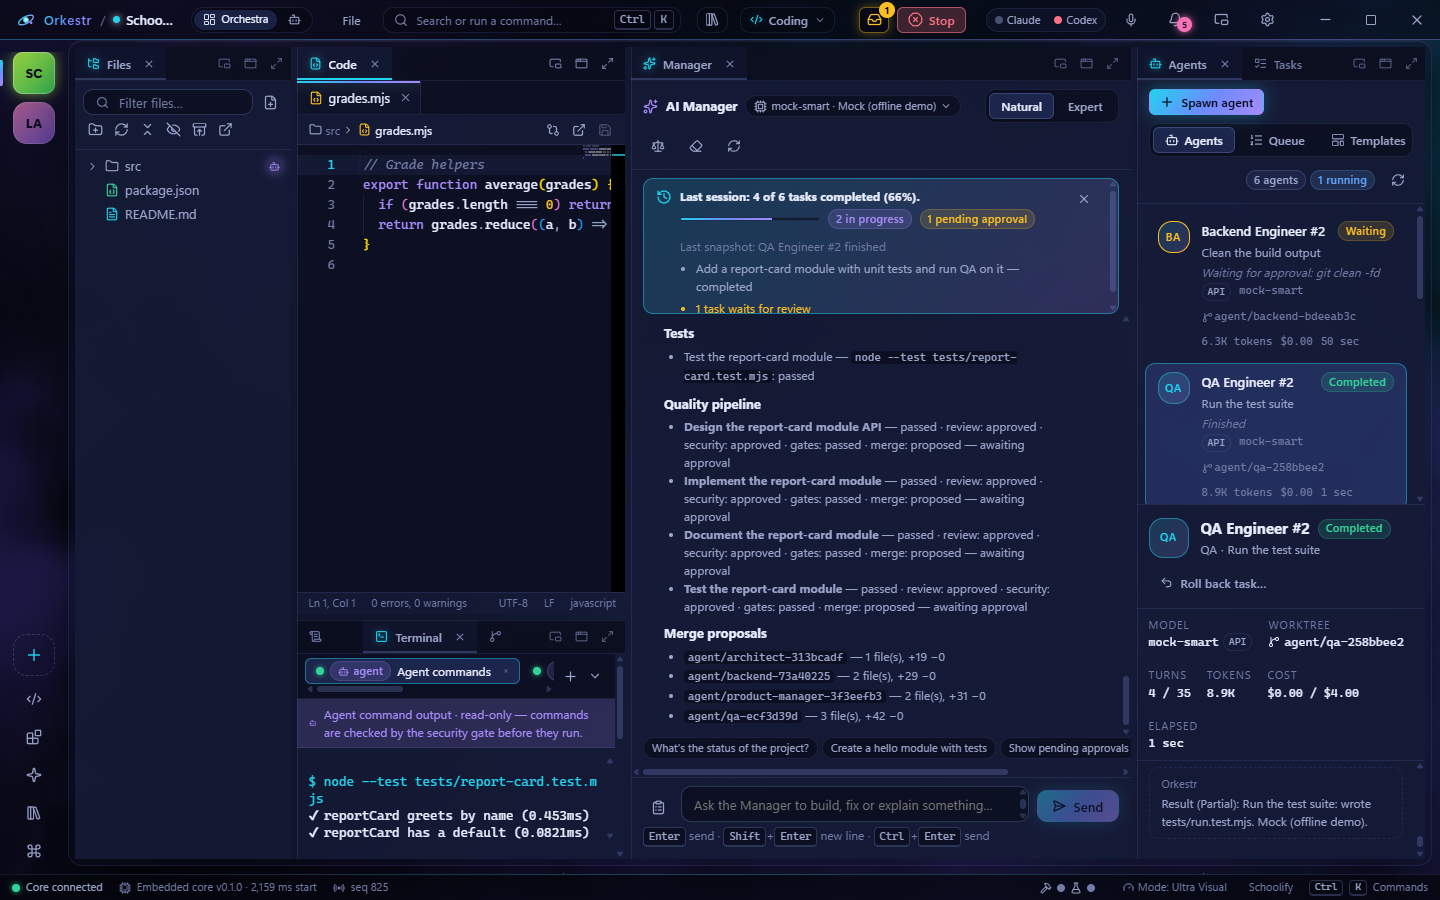 Orkestr / Schoo...
Orchestra
File
Search or run a command...
Ctrl K
Coding
1
Stop
Claude Codex
5
SC
LA
Files
Filter files...
src
package.json
README.md
Code
grades.mjs
src > grades.mjs
1 // Grade helpers
2 export function average(grades) {
3 if (grades.length === 0) return
4 return grades.reduce((a, b) =>
5 }
6
Ln 1, Col 1 0 errors, 0 warnings UTF-8 LF javascript
Terminal
agent Agent commands
Agent command output · read-only — commands
are checked by the security gate before they run.
$ node --test tests/report-card.test.m
js
✓ reportCard greets by name (0.453ms)
✓ reportCard has a default (0.0821ms)
Manager
AI Manager mock-smart · Mock (offline demo) Natural Expert
Last session: 4 of 6 tasks completed (66%).
2 in progress 1 pending approval
Last snapshot: QA Engineer #2 finished
• Add a report-card module with unit tests and run QA on it —
completed
• 1 task waits for review
Tests
• Test the report-card module — node --test tests/report-
card.test.mjs : passed
Quality pipeline
• Design the report-card module API — passed · review: approved ·
security: approved · gates: passed · merge: proposed — awaiting
approval
• Implement the report-card module — passed · review: approved ·
security: approved · gates: passed · merge: proposed — awaiting
approval
• Document the report-card module — passed · review: approved ·
security: approved · gates: passed · merge: proposed — awaiting
approval
• Test the report-card module — passed · review: approved · security:
approved · gates: passed · merge: proposed — awaiting approval
Merge proposals
• agent/architect-313bcadf — 1 file(s), +19 −0
• agent/backend-73a40225 — 2 file(s), +29 −0
• agent/product-manager-3f3eefb3 — 2 file(s), +31 −0
• agent/qa-ecf3d39d — 3 file(s), +42 −0
What's the status of the project? Create a hello module with tests Show pending approvals
Ask the Manager to build, fix or explain something...
Send
Enter send · Shift + Enter new line · Ctrl + Enter send
Agents Tasks
Spawn agent
Agents Queue Templates
6 agents 1 running
BA Backend Engineer #2 Waiting
Clean the build output
Waiting for approval: git clean -fd
API mock-smart
agent/backend-bdeeab3c
6.3K tokens $0.00 50 sec
QA QA Engineer #2 Completed
Run the test suite
Finished
API mock-smart
agent/qa-258bbee2
8.9K tokens $0.00 1 sec
QA QA Engineer #2 Completed
QA · Run the test suite
Roll back task...
MODEL WORKTREE
mock-smart API agent/qa-258bbee2
TURNS TOKENS COST
4 / 35 8.9K $0.00 / $4.00
ELAPSED
1 sec
Orkestr
Result (Partial): Run the test suite: wrote
tests/run.test.mjs. Mock (offline demo).
Core connected Embedded core v0.1.0 · 2,159 ms start seq 825
Mode: Ultra Visual Schoolify Ctrl K Commands